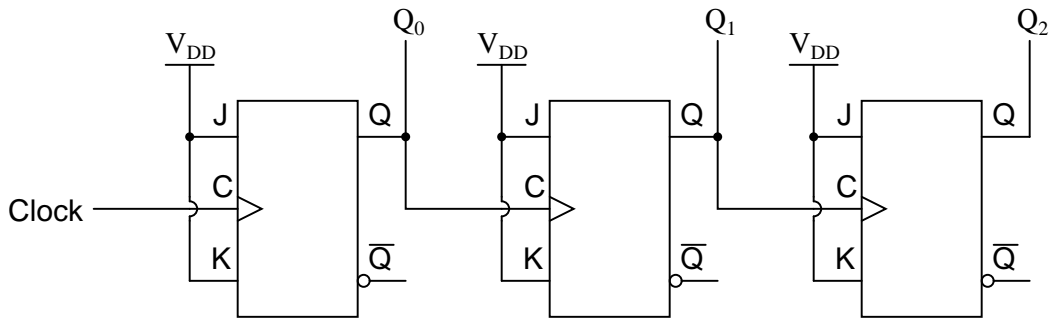 Q0 Q1 Q2
VDD VDD VDD
J Q J Q J Q
C C C
Clock
K Q̅ K Q̅ K Q̅